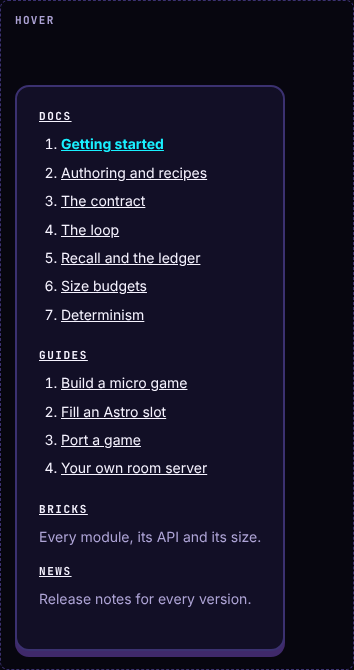 HOVER
DOCS
1. Getting started
2. Authoring and recipes
3. The contract
4. The loop
5. Recall and the ledger
6. Size budgets
7. Determinism
GUIDES
1. Build a micro game
2. Fill an Astro slot
3. Port a game
4. Your own room server
BRICKS
Every module, its API and its size.
NEWS
Release notes for every version.